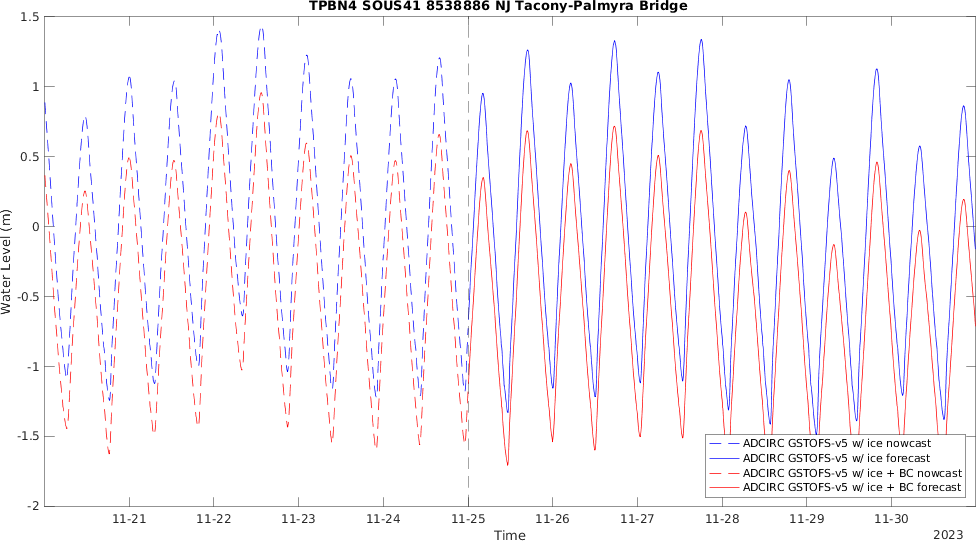 TPBN4 SOUS41 8538886 NJ Tacony-Palmyra Bridge
1.5
1
0.5
0
-0.5
-1
-1.5
-2
Water Level (m)
ADCIRC GSTOFS-v5 w/ ice nowcast
ADCIRC GSTOFS-v5 w/ ice forecast
ADCIRC GSTOFS-v5 w/ ice + BC nowcast
ADCIRC GSTOFS-v5 w/ ice + BC forecast
11-21 11-22 11-23 11-24 11-25 11-26 11-27 11-28 11-29 11-30
Time
2023